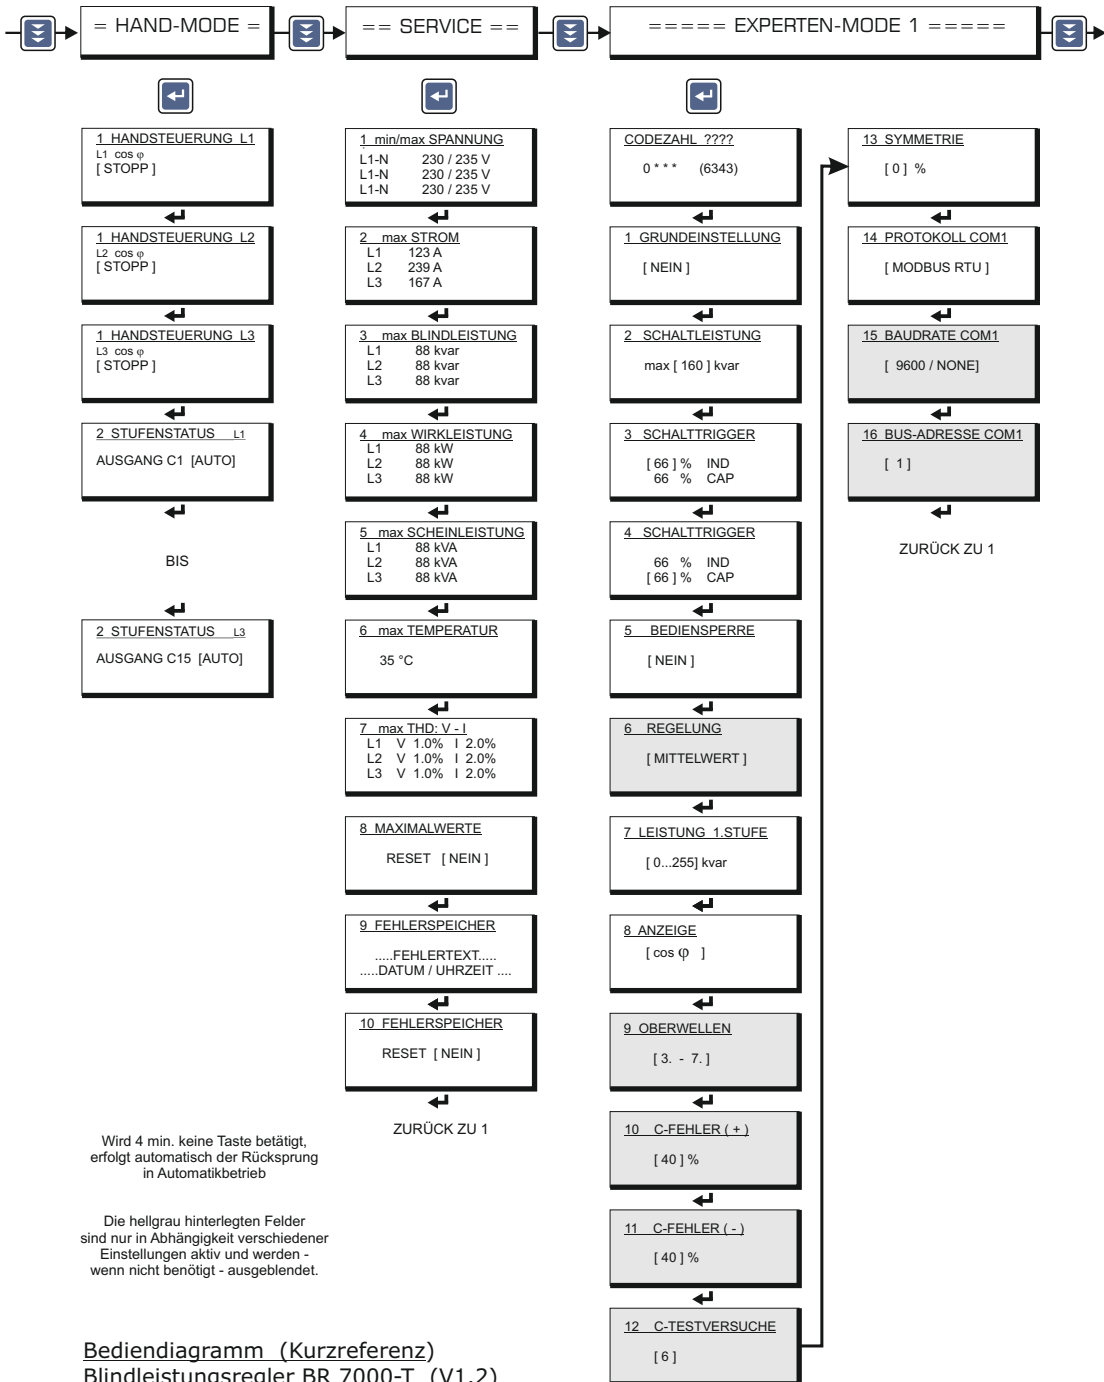 = HAND-MODE =
== SERVICE ==
===== EXPERTEN-MODE 1 =====
1 HANDSTEUERUNG L1
L1 cos φ
[ STOPP ]
1 HANDSTEUERUNG L2
L2 cos φ
[ STOPP ]
1 HANDSTEUERUNG L3
L3 cos φ
[ STOPP ]
2 STUFENSTATUS L1
AUSGANG C1 [AUTO]
BIS
2 STUFENSTATUS L3
AUSGANG C15 [AUTO]
1 min/max SPANNUNG
L1-N 230 / 235 V
L1-N 230 / 235 V
L1-N 230 / 235 V
2 max STROM
L1 123 A
L2 239 A
L3 167 A
3 max BLINDLEISTUNG
L1 88 kvar
L2 88 kvar
L3 88 kvar
4 max WIRKLEISTUNG
L1 88 kW
L2 88 kW
L3 88 kW
5 max SCHEINLEISTUNG
L1 88 kVA
L2 88 kVA
L3 88 kVA
6 max TEMPERATUR
35 °C
7 max THD: V - I
L1 V 1.0% I 2.0%
L2 V 1.0% I 2.0%
L3 V 1.0% I 2.0%
8 MAXIMALWERTE
RESET [ NEIN ]
9 FEHLERSPEICHER
.....FEHLERTEXT.....
.....DATUM / UHRZEIT ....
10 FEHLERSPEICHER
RESET [ NEIN ]
ZURÜCK ZU 1
CODEZAHL ????
0 * * * (6343)
1 GRUNDEINSTELLUNG
[ NEIN ]
2 SCHALTLEISTUNG
max [ 160 ] kvar
3 SCHALTTRIGGER
[ 66 ] % IND
66 % CAP
4 SCHALTTRIGGER
66 % IND
[ 66 ] % CAP
5 BEDIENSPERRE
[ NEIN ]
6 REGELUNG
[ MITTELWERT ]
7 LEISTUNG 1.STUFE
[ 0...255] kvar
8 ANZEIGE
[ cos φ ]
9 OBERWELLEN
[ 3. - 7. ]
10 C-FEHLER ( + )
[ 40 ] %
11 C-FEHLER ( - )
[ 40 ] %
12 C-TESTVERSUCHE
[ 6 ]
13 SYMMETRIE
[ 0 ] %
14 PROTOKOLL COM1
[ MODBUS RTU ]
15 BAUDRATE COM1
[ 9600 / NONE]
16 BUS-ADRESSE COM1
[ 1 ]
ZURÜCK ZU 1
Wird 4 min. keine Taste betätigt,
erfolgt automatisch der Rücksprung
in Automatikbetrieb
Die hellgrau hinterlegten Felder
sind nur in Abhängigkeit verschiedener
Einstellungen aktiv und werden -
wenn nicht benötigt - ausgeblendet.
Bediendiagramm (Kurzreferenz)
Blindleistungsregler BR 7000-T (V1.2)